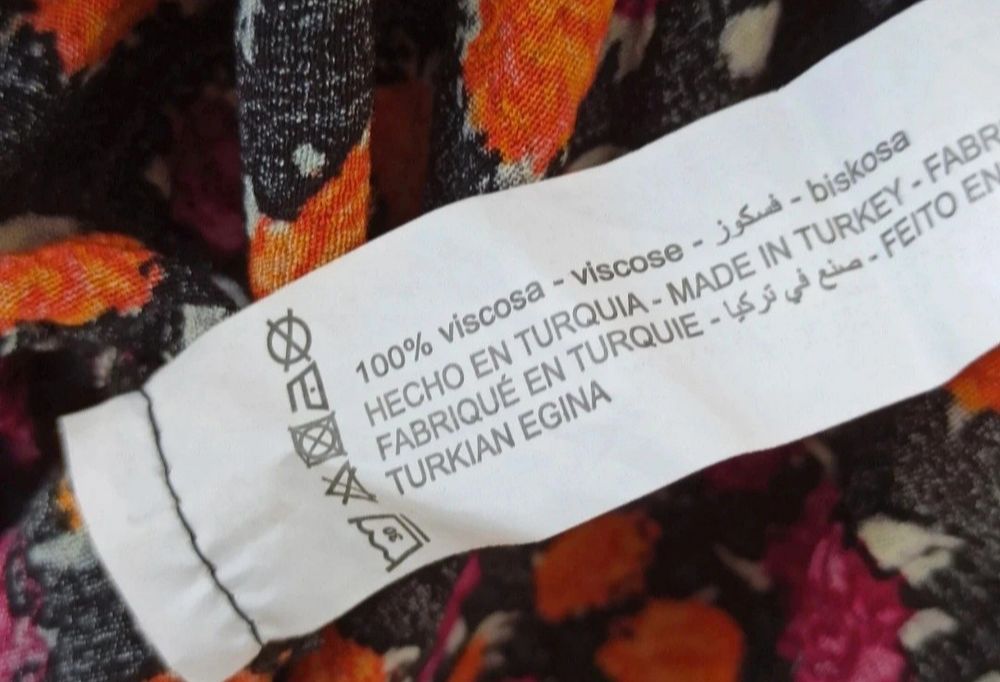 100% viscosa - viscose - فسكوز - biskosa
HECHO EN TURQUIA - MADE IN TURKEY - FABR
FABRIQUÉ EN TURQUIE - صنع في تركيا - FEITO EN
TURKIAN EGINA
30